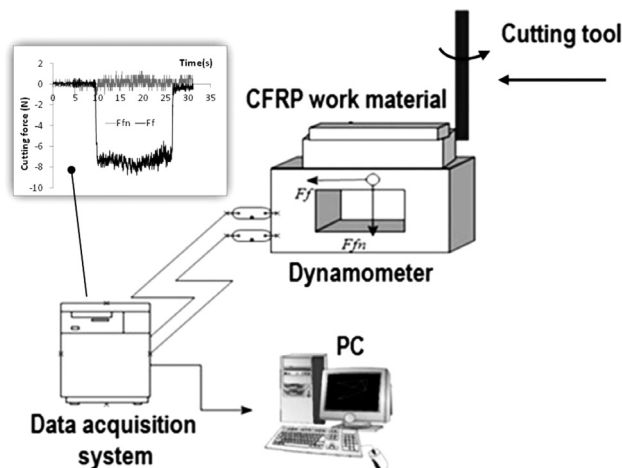 Time(s)
2
0
-2
-4
-6
-8
-10
0 5 10 15 20 25 30 35
Cutting force (N)
Ffn Ff
Cutting tool
CFRP work material
Ff
Ffn
Dynamometer
PC
Data acquisition
system